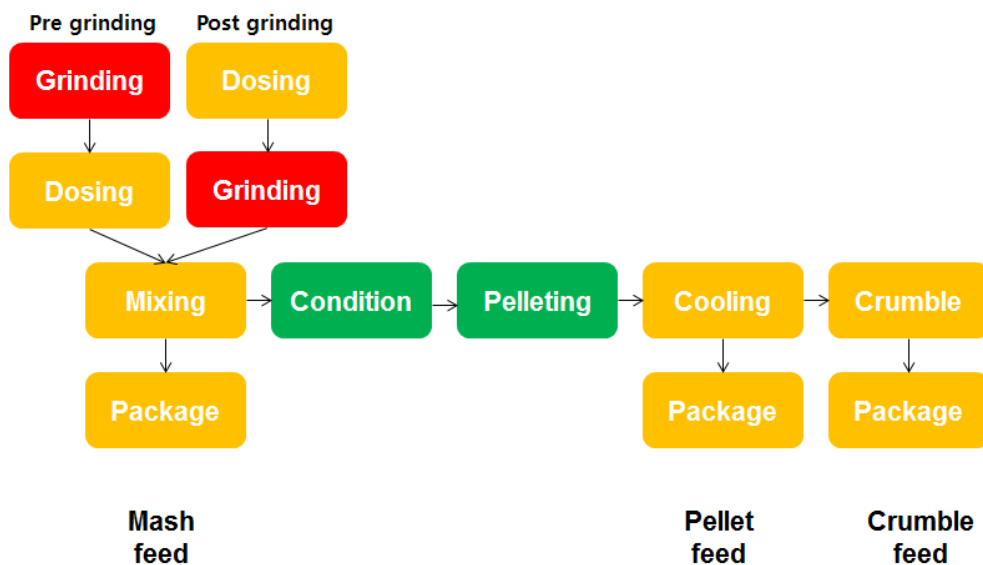 Pre grinding
Post grinding
Grinding
Dosing
Dosing
Grinding
Mixing
Condition
Pelleting
Cooling
Crumble
Package
Package
Package
Mash
feed
Pellet
feed
Crumble
feed